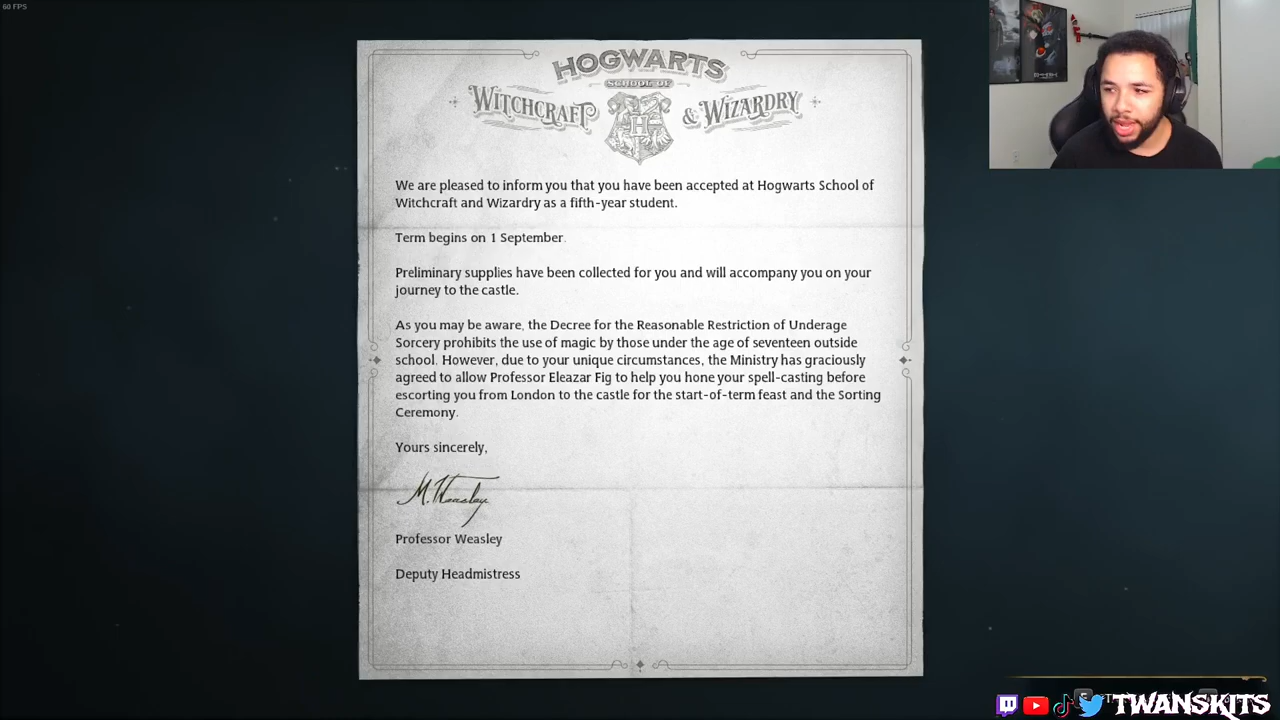 60 FPS
HOGWARTS
SCHOOL OF
WITCHCRAFT & WIZARDRY
H
We are pleased to inform you that you have been accepted at Hogwarts School of
Witchcraft and Wizardry as a fifth-year student.
Term begins on 1 September.
Preliminary supplies have been collected for you and will accompany you on your
journey to the castle.
As you may be aware, the Decree for the Reasonable Restriction of Underage
Sorcery prohibits the use of magic by those under the age of seventeen outside
school. However, due to your unique circumstances, the Ministry has graciously
agreed to allow Professor Eleazar Fig to help you hone your spell-casting before
escorting you from London to the castle for the start-of-term feast and the Sorting
Ceremony.
Yours sincerely,
M. Weasley
Professor Weasley
Deputy Headmistress
TWANSKITS